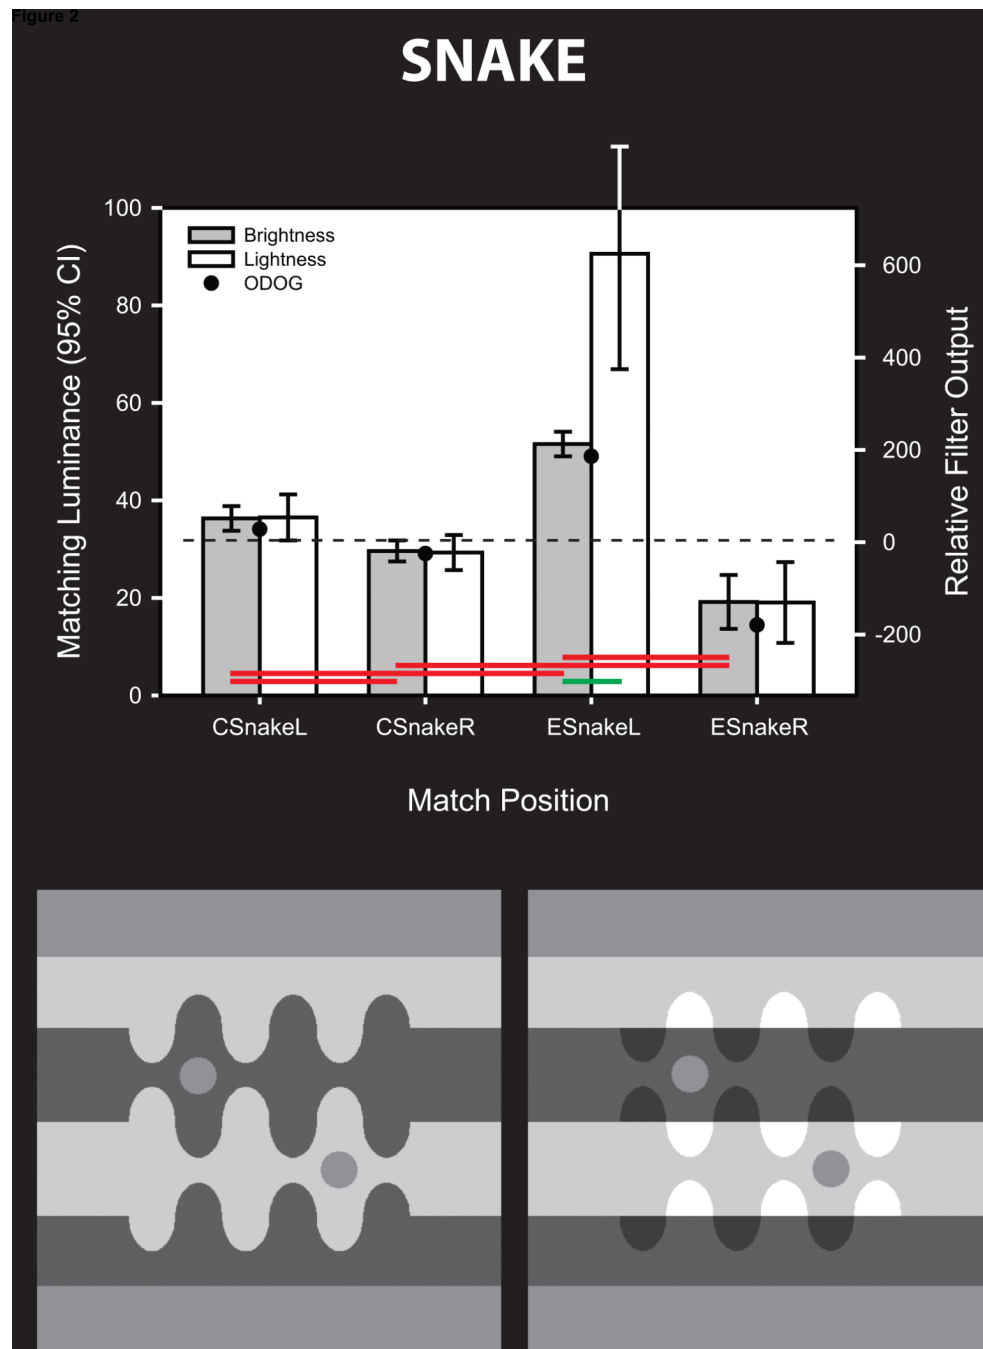 Figure 2
SNAKE
100
80
60
40
20
0
Matching Luminance (95% CI)
Brightness
Lightness
ODOG
600
400
200
0
-200
Relative Filter Output
CSnakeL CSnakeR ESnakeL ESnakeR
Match Position